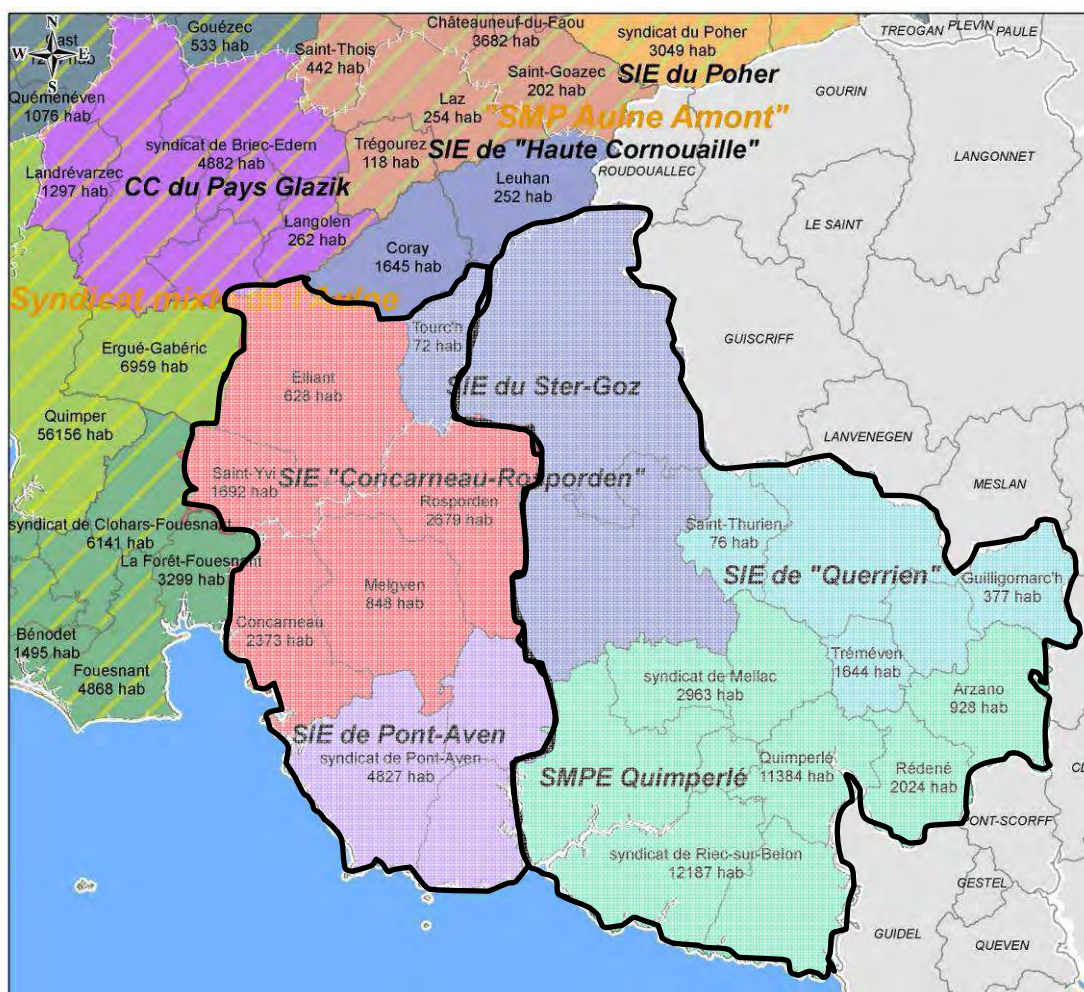 N
W E
S
Gouézec
533 hab
Châteauneuf-du-Faou
3682 hab
syndicat du Poher
3049 hab
TREOGAN
PLEVIN
PAULE
Saint-Thois
442 hab
Saint-Goazec
202 hab
SIE du Poher
GOURIN
Quéménéven
1076 hab
Laz
254 hab
"SMP Aulne Amont"
LANGONNET
syndicat de Briec-Edern
4882 hab
Trégourez
118 hab
SIE de "Haute Cornouaille"
Landrévarzec
1297 hab
CC du Pays Glazik
Leuhan
252 hab
ROUDOUALLEC
LE SAINT
Langolen
262 hab
Coray
1645 hab
Syndicat mixte de l'Aulne
Tourc'h
72 hab
GUISCRIFF
Ergué-Gabéric
6959 hab
Elliant
628 hab
SIE du Ster-Goz
Quimper
56156 hab
LANVENEGEN
Saint-Yvi
1692 hab
SIE "Concarneau-Rosporden"
Rosporden
2679 hab
MESLAN
syndicat de Clohars-Fouesnant
6141 hab
Saint-Thurien
76 hab
La Forêt-Fouesnant
3299 hab
Melgven
848 hab
SIE de "Querrien"
Guilligomarc'h
377 hab
Concarneau
2373 hab
Bénodet
1495 hab
Fouesnant
4868 hab
syndicat de Mellac
2963 hab
Tréméven
1644 hab
Arzano
928 hab
SIE de Pont-Aven
syndicat de Pont-Aven
4827 hab
SMPE Quimperlé
Quimperlé
11384 hab
Rédené
2024 hab
PONT-SCORFF
syndicat de Riec-sur-Belon
12187 hab
GESTEL
GUIDEL
QUEVEN